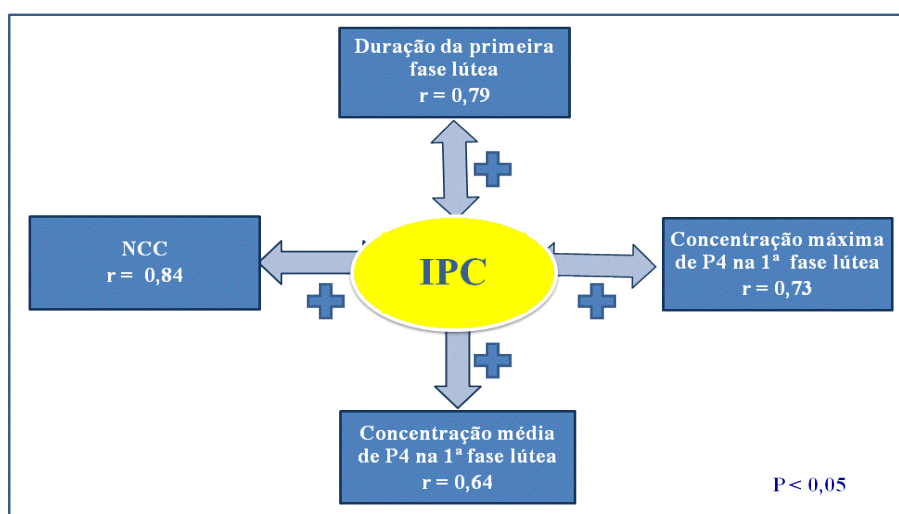 Duração da primeira
fase lútea
r = 0,79
NCC
r =  0,84
IPC
Concentração máxima
de P4 na 1ª  fase lútea
r = 0,73
Concentração média
de P4 na 1ª fase lútea
r = 0,64
P < 0,05